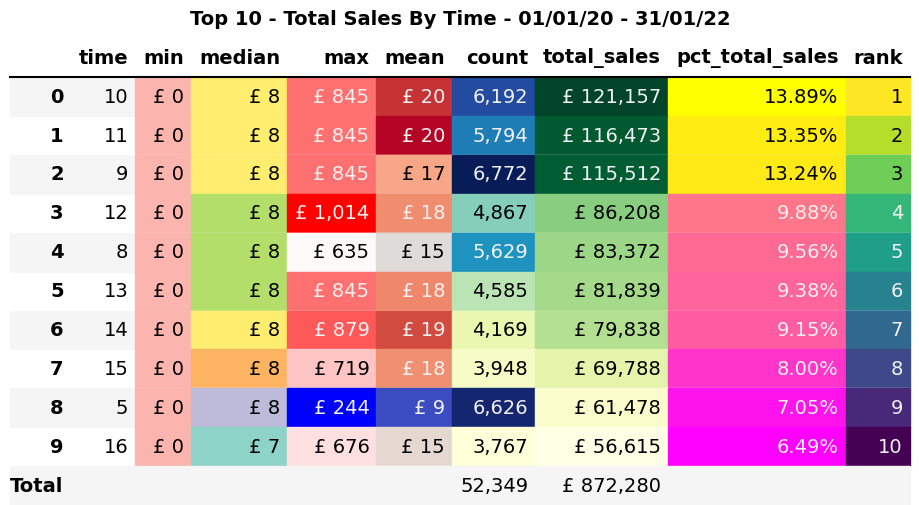 Top 10 - Total Sales By Time - 01/01/20 - 31/01/22
time min median max mean count total_sales pct_total_sales rank
0 10 £ 0 £ 8 £ 845 £ 20 6,192 £ 121,157 13.89% 1
1 11 £ 0 £ 8 £ 845 £ 20 5,794 £ 116,473 13.35% 2
2 9 £ 0 £ 8 £ 845 £ 17 6,772 £ 115,512 13.24% 3
3 12 £ 0 £ 8 £ 1,014 £ 18 4,867 £ 86,208 9.88% 4
4 8 £ 0 £ 8 £ 635 £ 15 5,629 £ 83,372 9.56% 5
5 13 £ 0 £ 8 £ 845 £ 18 4,585 £ 81,839 9.38% 6
6 14 £ 0 £ 8 £ 879 £ 19 4,169 £ 79,838 9.15% 7
7 15 £ 0 £ 8 £ 719 £ 18 3,948 £ 69,788 8.00% 8
8 5 £ 0 £ 8 £ 244 £ 9 6,626 £ 61,478 7.05% 9
9 16 £ 0 £ 7 £ 676 £ 15 3,767 £ 56,615 6.49% 10
Total 52,349 £ 872,280